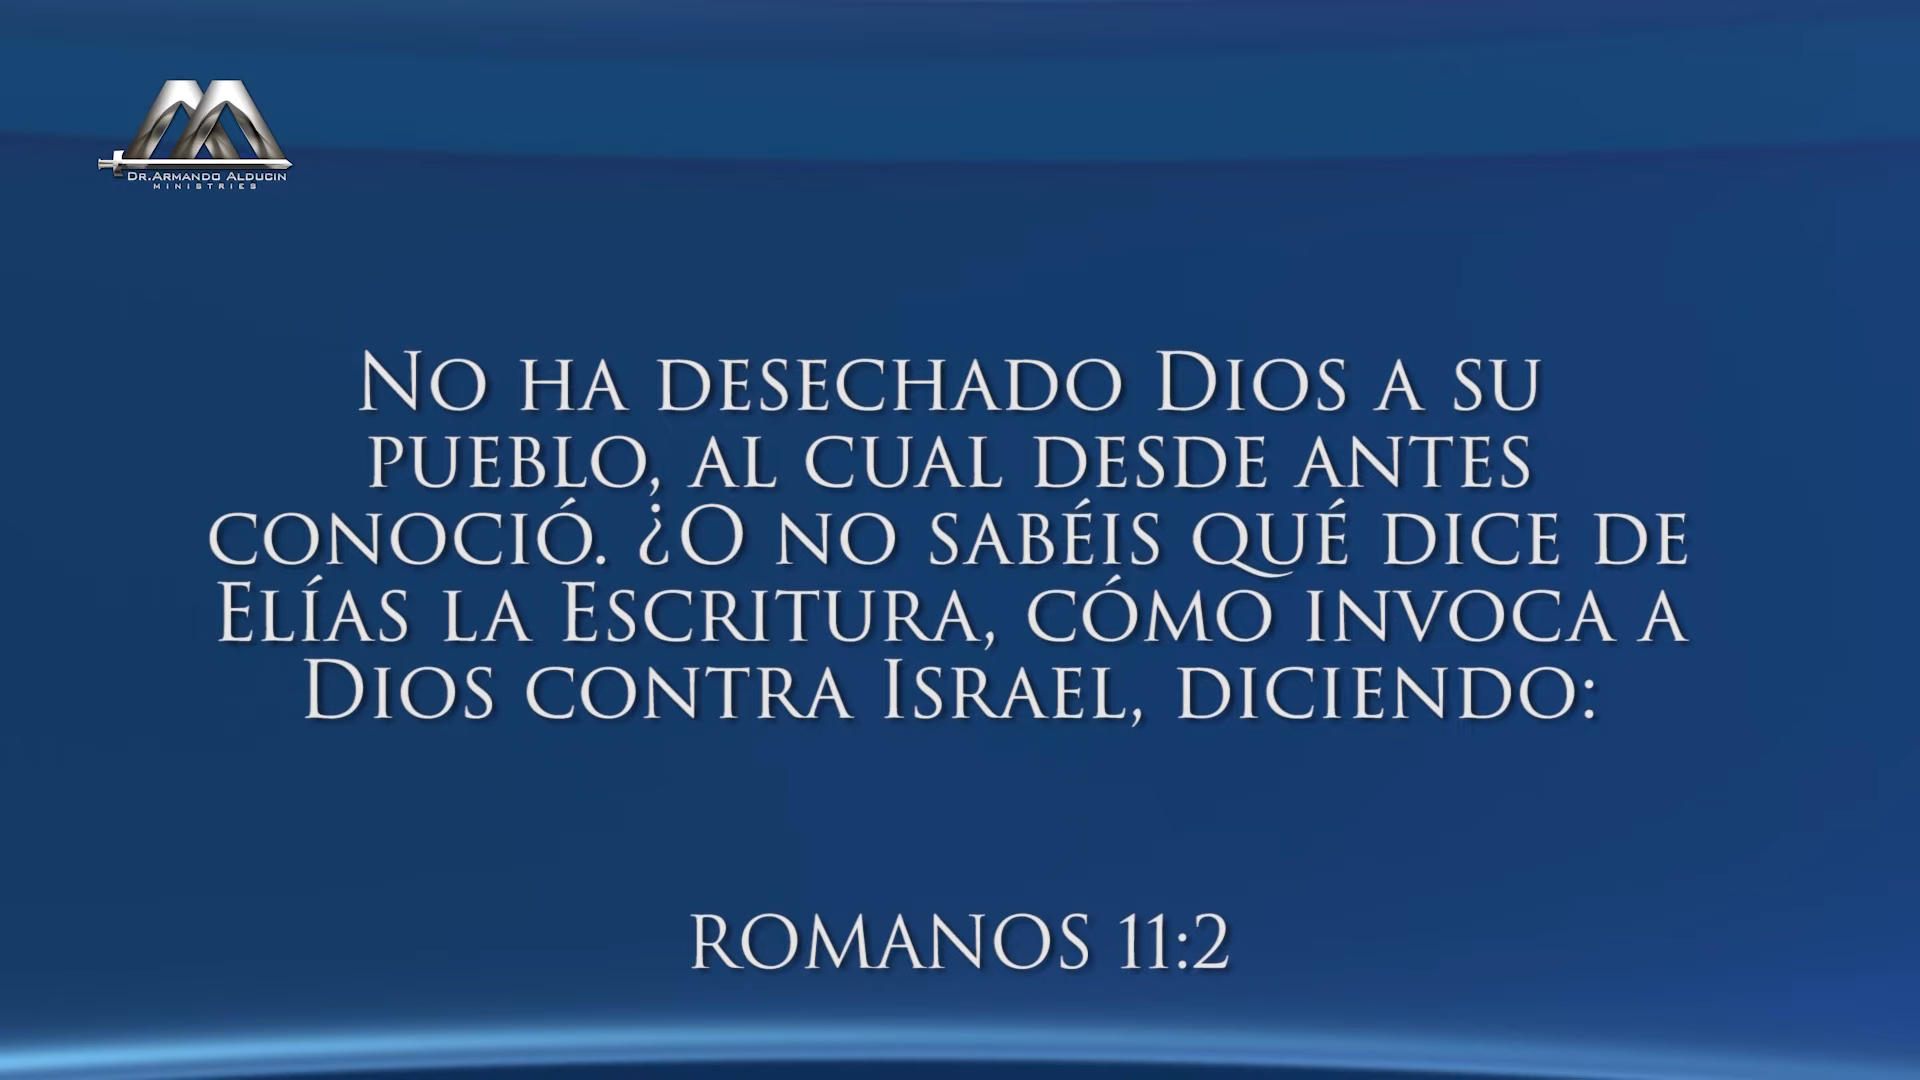 Dr. Armando Alducin
MINISTRIES
No ha desechado Dios a su
pueblo, al cual desde antes
conoció. ¿O no sabéis qué dice de
Elías la Escritura, cómo invoca a
Dios contra Israel, diciendo:
ROMANOS 11:2